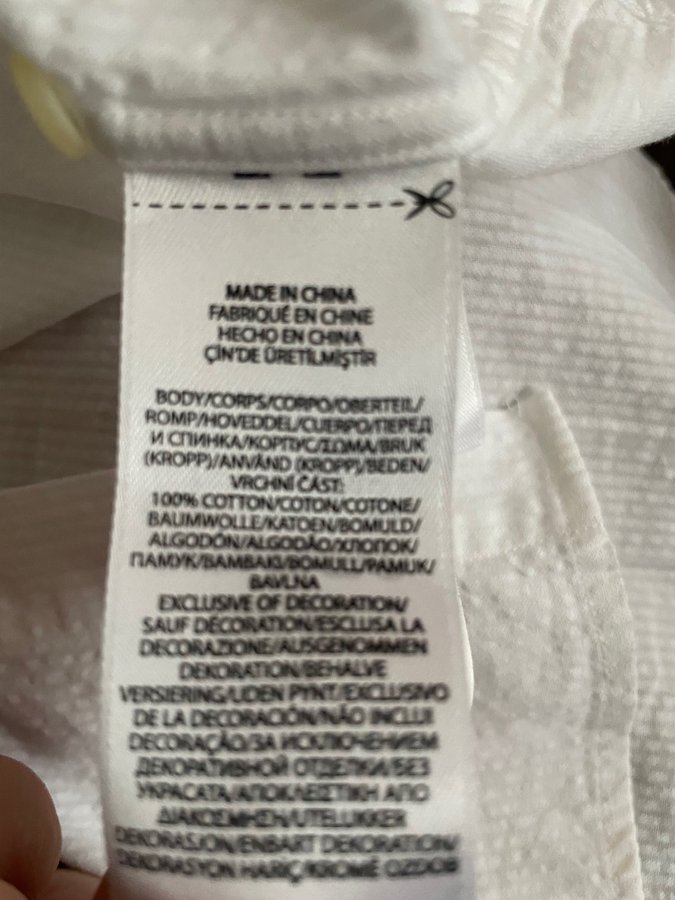 MADE IN CHINA
FABRIQUÉ EN CHINE
HECHO EN CHINA
ÇİN'DE ÜRETİLMİŞTİR
BODY/CORPS/CORPO/OBERTEIL/
ROMP/HOVEDDEL/CUERPO/ПЕРЕД
И СПИНКА/КОРПУС/ΣΩΜΑ/BRUK
(KROPP)/ANVÄND (KROPP)/BEDEN/
VRCHNÍ ČÁST:
100% COTTON/COTON/COTONE/
BAUMWOLLE/KATOEN/BOMULD/
ALGODÓN/ALGODÃO/ХЛОПОК/
ПАМУК/ΒΑΜΒΑΚΙ/BOMULL/PAMUK/
BAVLNA
EXCLUSIVE OF DECORATION/
SAUF DÉCORATION/ESCLUSA LA
DECORAZIONE/AUSGENOMMEN
DEKORATION/BEHALVE
VERSIERING/UDEN PYNT/EXCLUSIVO
DE LA DECORACIÓN/NÃO INCLUI
DECORAÇÃO/ЗА ИСКЛЮЧЕНИЕМ
ДЕКОРАТИВНОЙ ОТДЕЛКИ/БЕЗ
УКРАСАТА/ΑΠΟΚΛΕΙΣΤΙΚΗ ΑΠΟ
ΔΙΑΚΟΣΜΗΣΗ/UTELUKKER
DEKORASJON/ENBART DEKORATION/
DEKORASYON HARİÇ/KROMĚ OZDOB